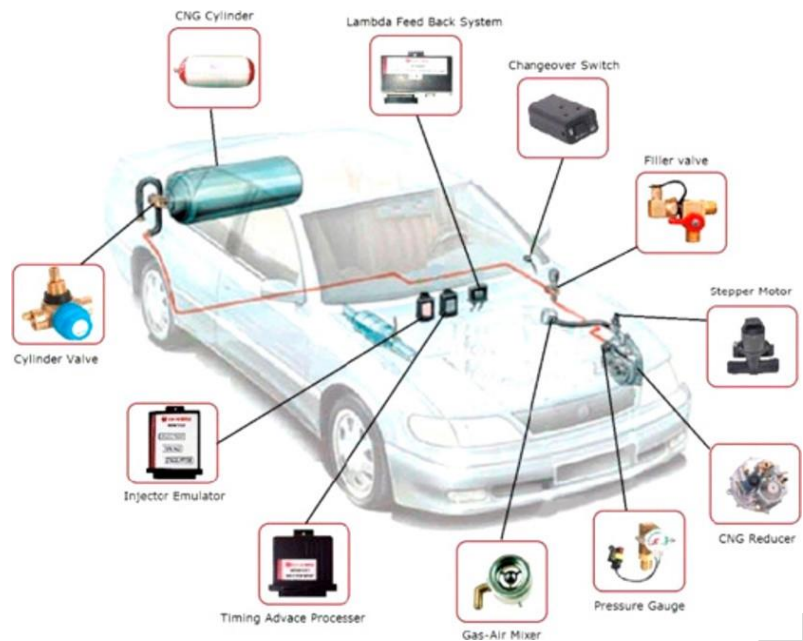 CNG Cylinder
Lambda Feed Back System
Changeover Switch
Filler valve
Stepper Motor
Cylinder Valve
Injector Emulator
CNG Reducer
Pressure Gauge
Timing Advace Processer
Gas-Air Mixer